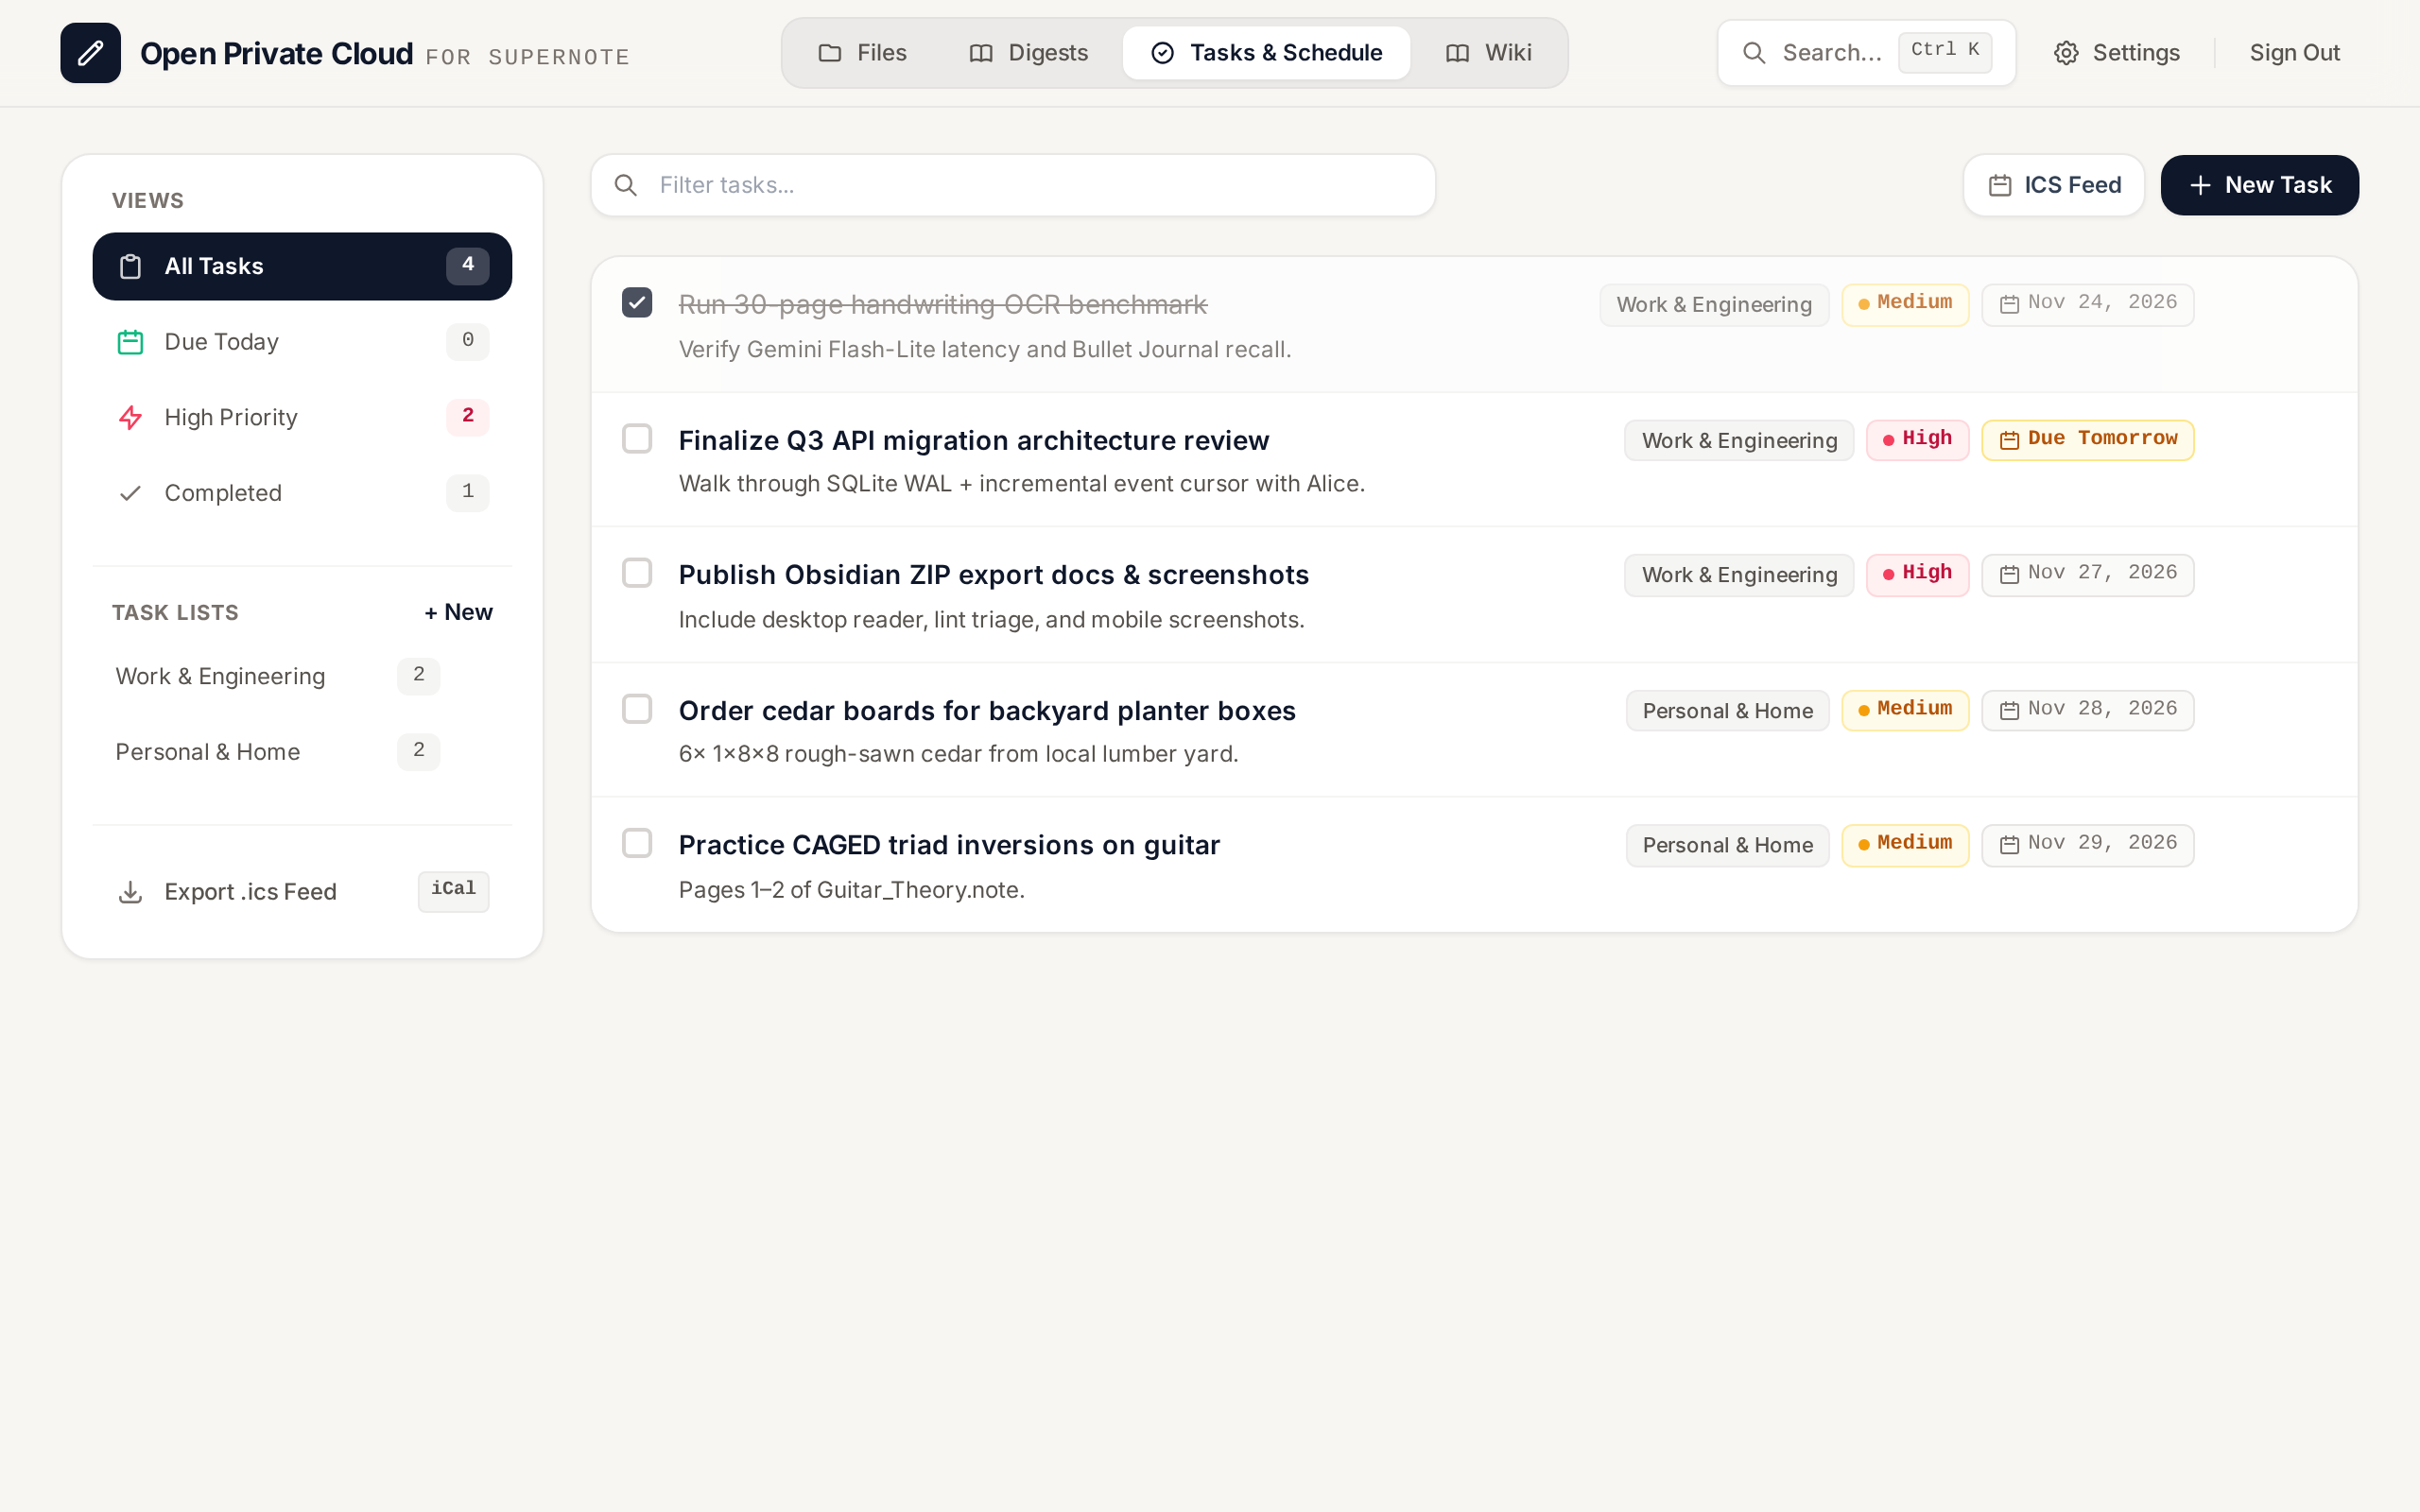 Open Private Cloud FOR SUPERNOTE
Files
Digests
Tasks & Schedule
Wiki
Search...
Ctrl K
Settings
Sign Out
VIEWS
All Tasks 4
Due Today 0
High Priority 2
Completed 1
TASK LISTS + New
Work & Engineering 2
Personal & Home 2
Export .ics Feed iCal
Filter tasks...
ICS Feed
+ New Task
Run 30-page handwriting OCR benchmark
Work & Engineering Medium Nov 24, 2026
Verify Gemini Flash-Lite latency and Bullet Journal recall.
Finalize Q3 API migration architecture review
Work & Engineering High Due Tomorrow
Walk through SQLite WAL + incremental event cursor with Alice.
Publish Obsidian ZIP export docs & screenshots
Work & Engineering High Nov 27, 2026
Include desktop reader, lint triage, and mobile screenshots.
Order cedar boards for backyard planter boxes
Personal & Home Medium Nov 28, 2026
6× 1×8×8 rough-sawn cedar from local lumber yard.
Practice CAGED triad inversions on guitar
Personal & Home Medium Nov 29, 2026
Pages 1–2 of Guitar_Theory.note.